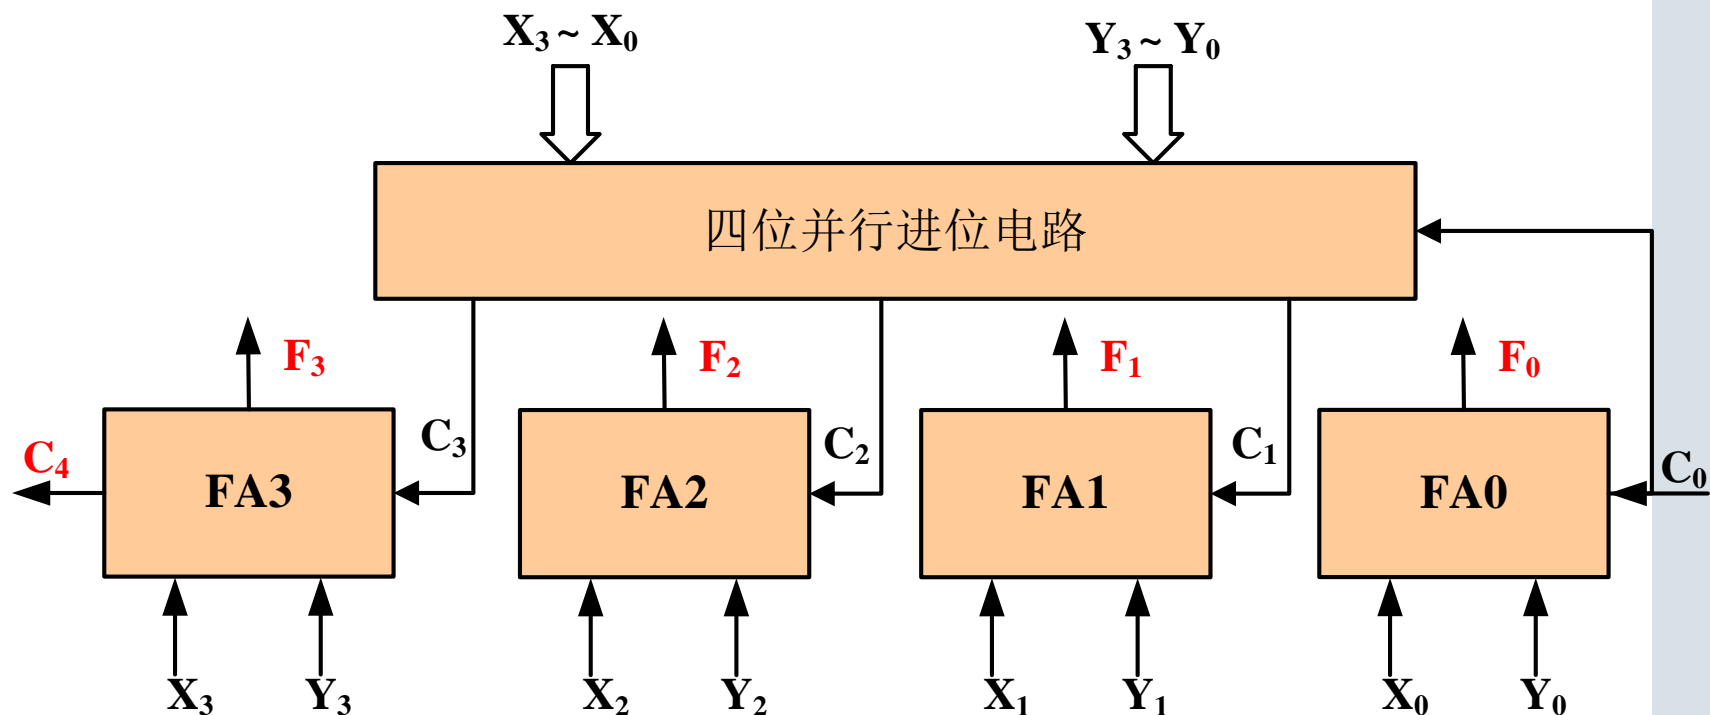 X₃ ~ X₀ Y₃ ~ Y₀
四位并行进位电路
F₃ F₂ F₁ F₀
C₄ C₃ C₂ C₁ C₀
FA3 FA2 FA1 FA0
X₃ Y₃ X₂ Y₂ X₁ Y₁ X₀ Y₀